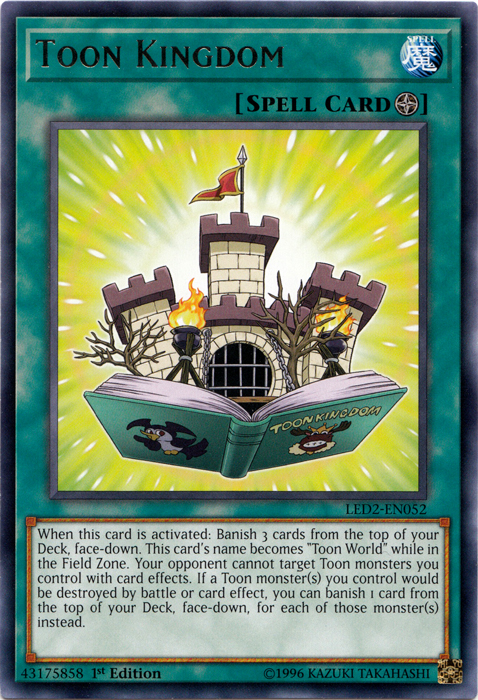 Toon Kingdom
SPELL
魔
[Spell Card]
TOON KINGDOM
LED2-EN052
When this card is activated: Banish 3 cards from the top of your
Deck, face-down. This card's name becomes "Toon World" while in
the Field Zone. Your opponent cannot target Toon monsters you
control with card effects. If a Toon monster(s) you control would
be destroyed by battle or card effect, you can banish 1 card from
the top of your Deck, face-down, for each of those monster(s)
instead.
43175858 1st Edition ©1996 KAZUKI TAKAHASHI